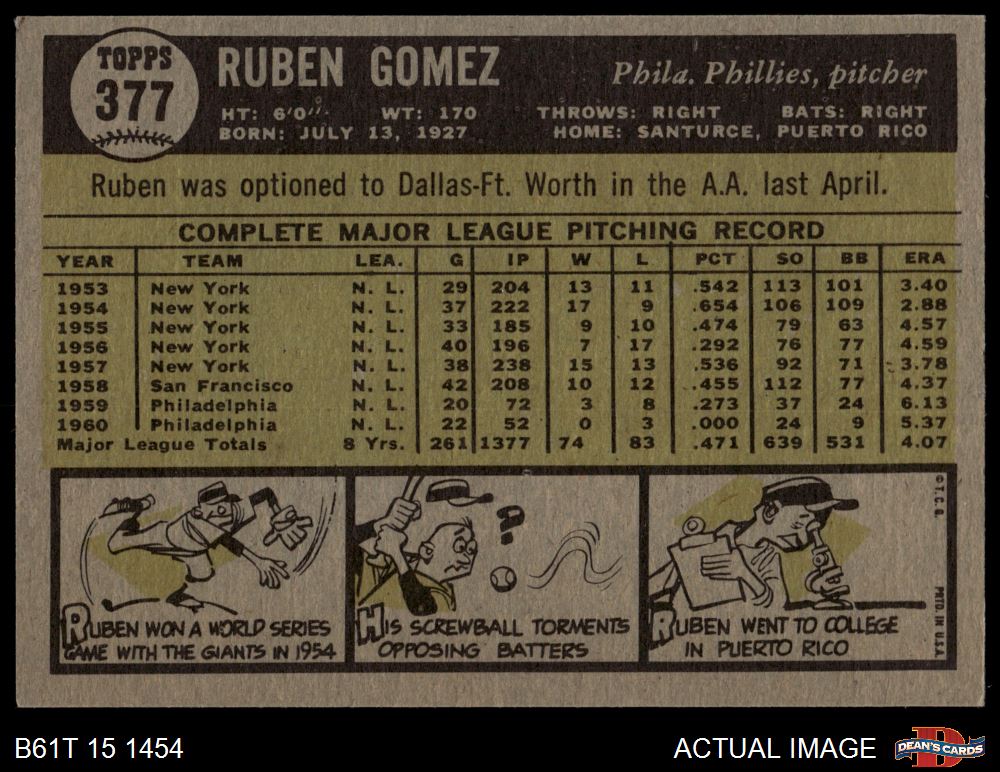 TOPPS
377
RUBEN GOMEZ
Phila. Phillies, pitcher
HT: 6'0" WT: 170 THROWS: RIGHT BATS: RIGHT
BORN: JULY 13, 1927 HOME: SANTURCE, PUERTO RICO
Ruben was optioned to Dallas-Ft. Worth in the A.A. last April.
COMPLETE MAJOR LEAGUE PITCHING RECORD
YEAR TEAM LEA. G IP W L PCT SO BB ERA
1953 New York N. L. 29 204 13 11 .542 113 101 3.40
1954 New York N. L. 37 222 17 9 .654 106 109 2.88
1955 New York N. L. 33 185 9 10 .474 79 63 4.57
1956 New York N. L. 40 196 7 17 .292 76 77 4.59
1957 New York N. L. 38 238 15 13 .536 92 71 3.78
1958 San Francisco N. L. 42 208 10 12 .455 112 77 4.37
1959 Philadelphia N. L. 20 72 3 8 .273 37 24 6.13
1960 Philadelphia N. L. 22 52 0 3 .000 24 9 5.37
Major League Totals 8 Yrs. 261 1377 74 83 .471 639 531 4.07
RUBEN WON A WORLD SERIES
GAME WITH THE GIANTS IN 1954
?
HIS SCREWBALL TORMENTS
OPPOSING BATTERS
RUBEN WENT TO COLLEGE
IN PUERTO RICO
© T. C. G.
PRTD. IN U.S.A.
B61T 15 1454
ACTUAL IMAGE
D
DEAN'S CARDS